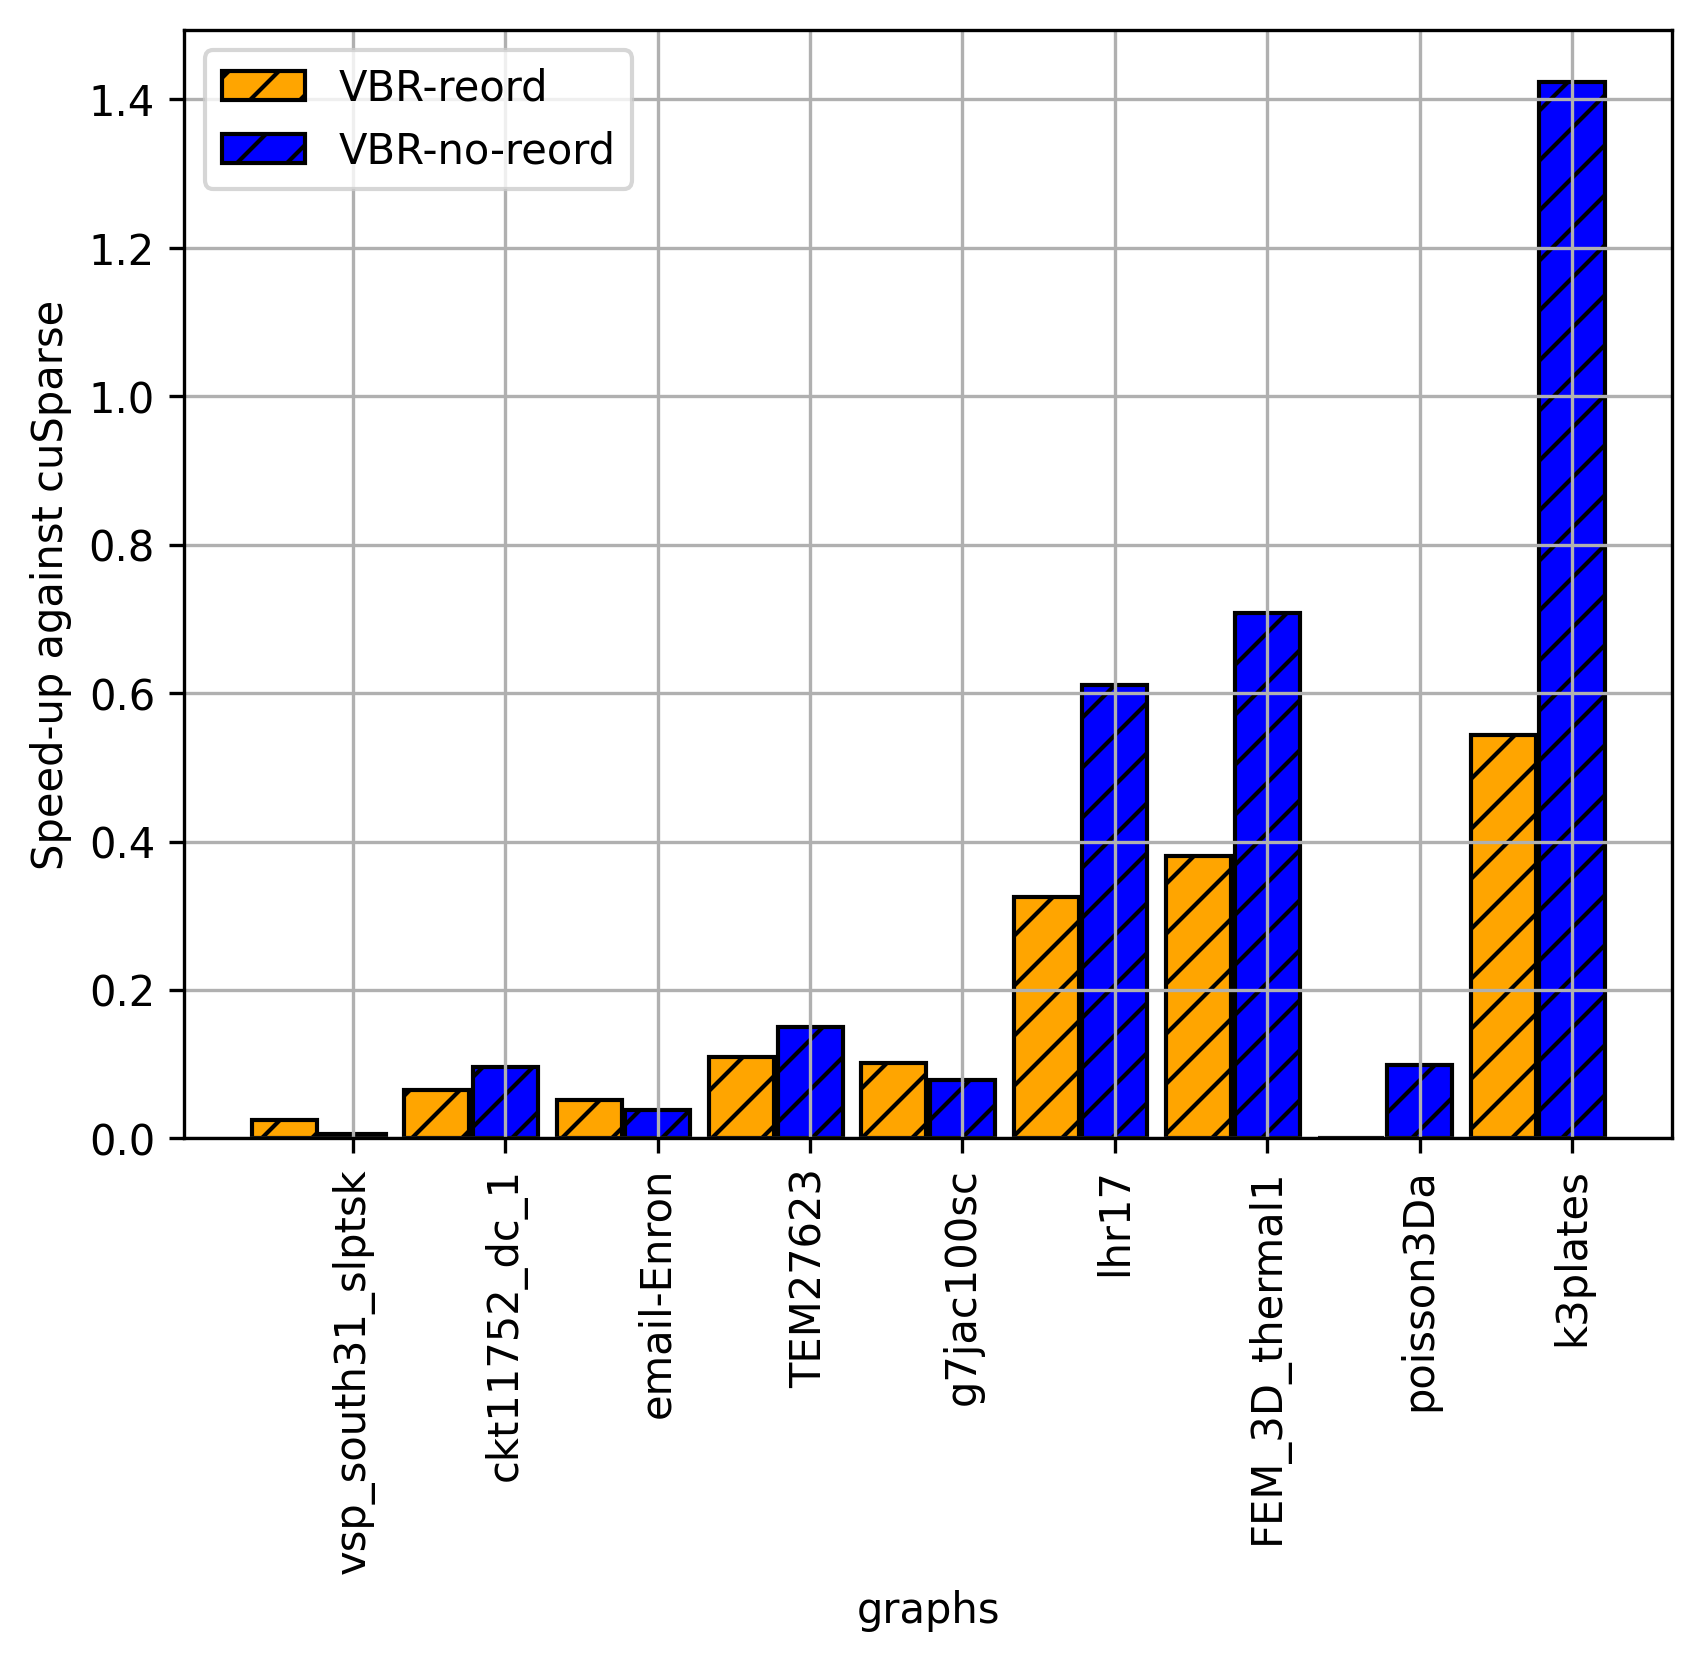 VBR-reord
VBR-no-reord
Speed-up against cuSparse
1.4
1.2
1.0
0.8
0.6
0.4
0.2
0.0
vsp_south31_slptsk
ckt11752_dc_1
email-Enron
TEM27623
g7jac100sc
lhr17
FEM_3D_thermal1
poisson3Da
k3plates
graphs